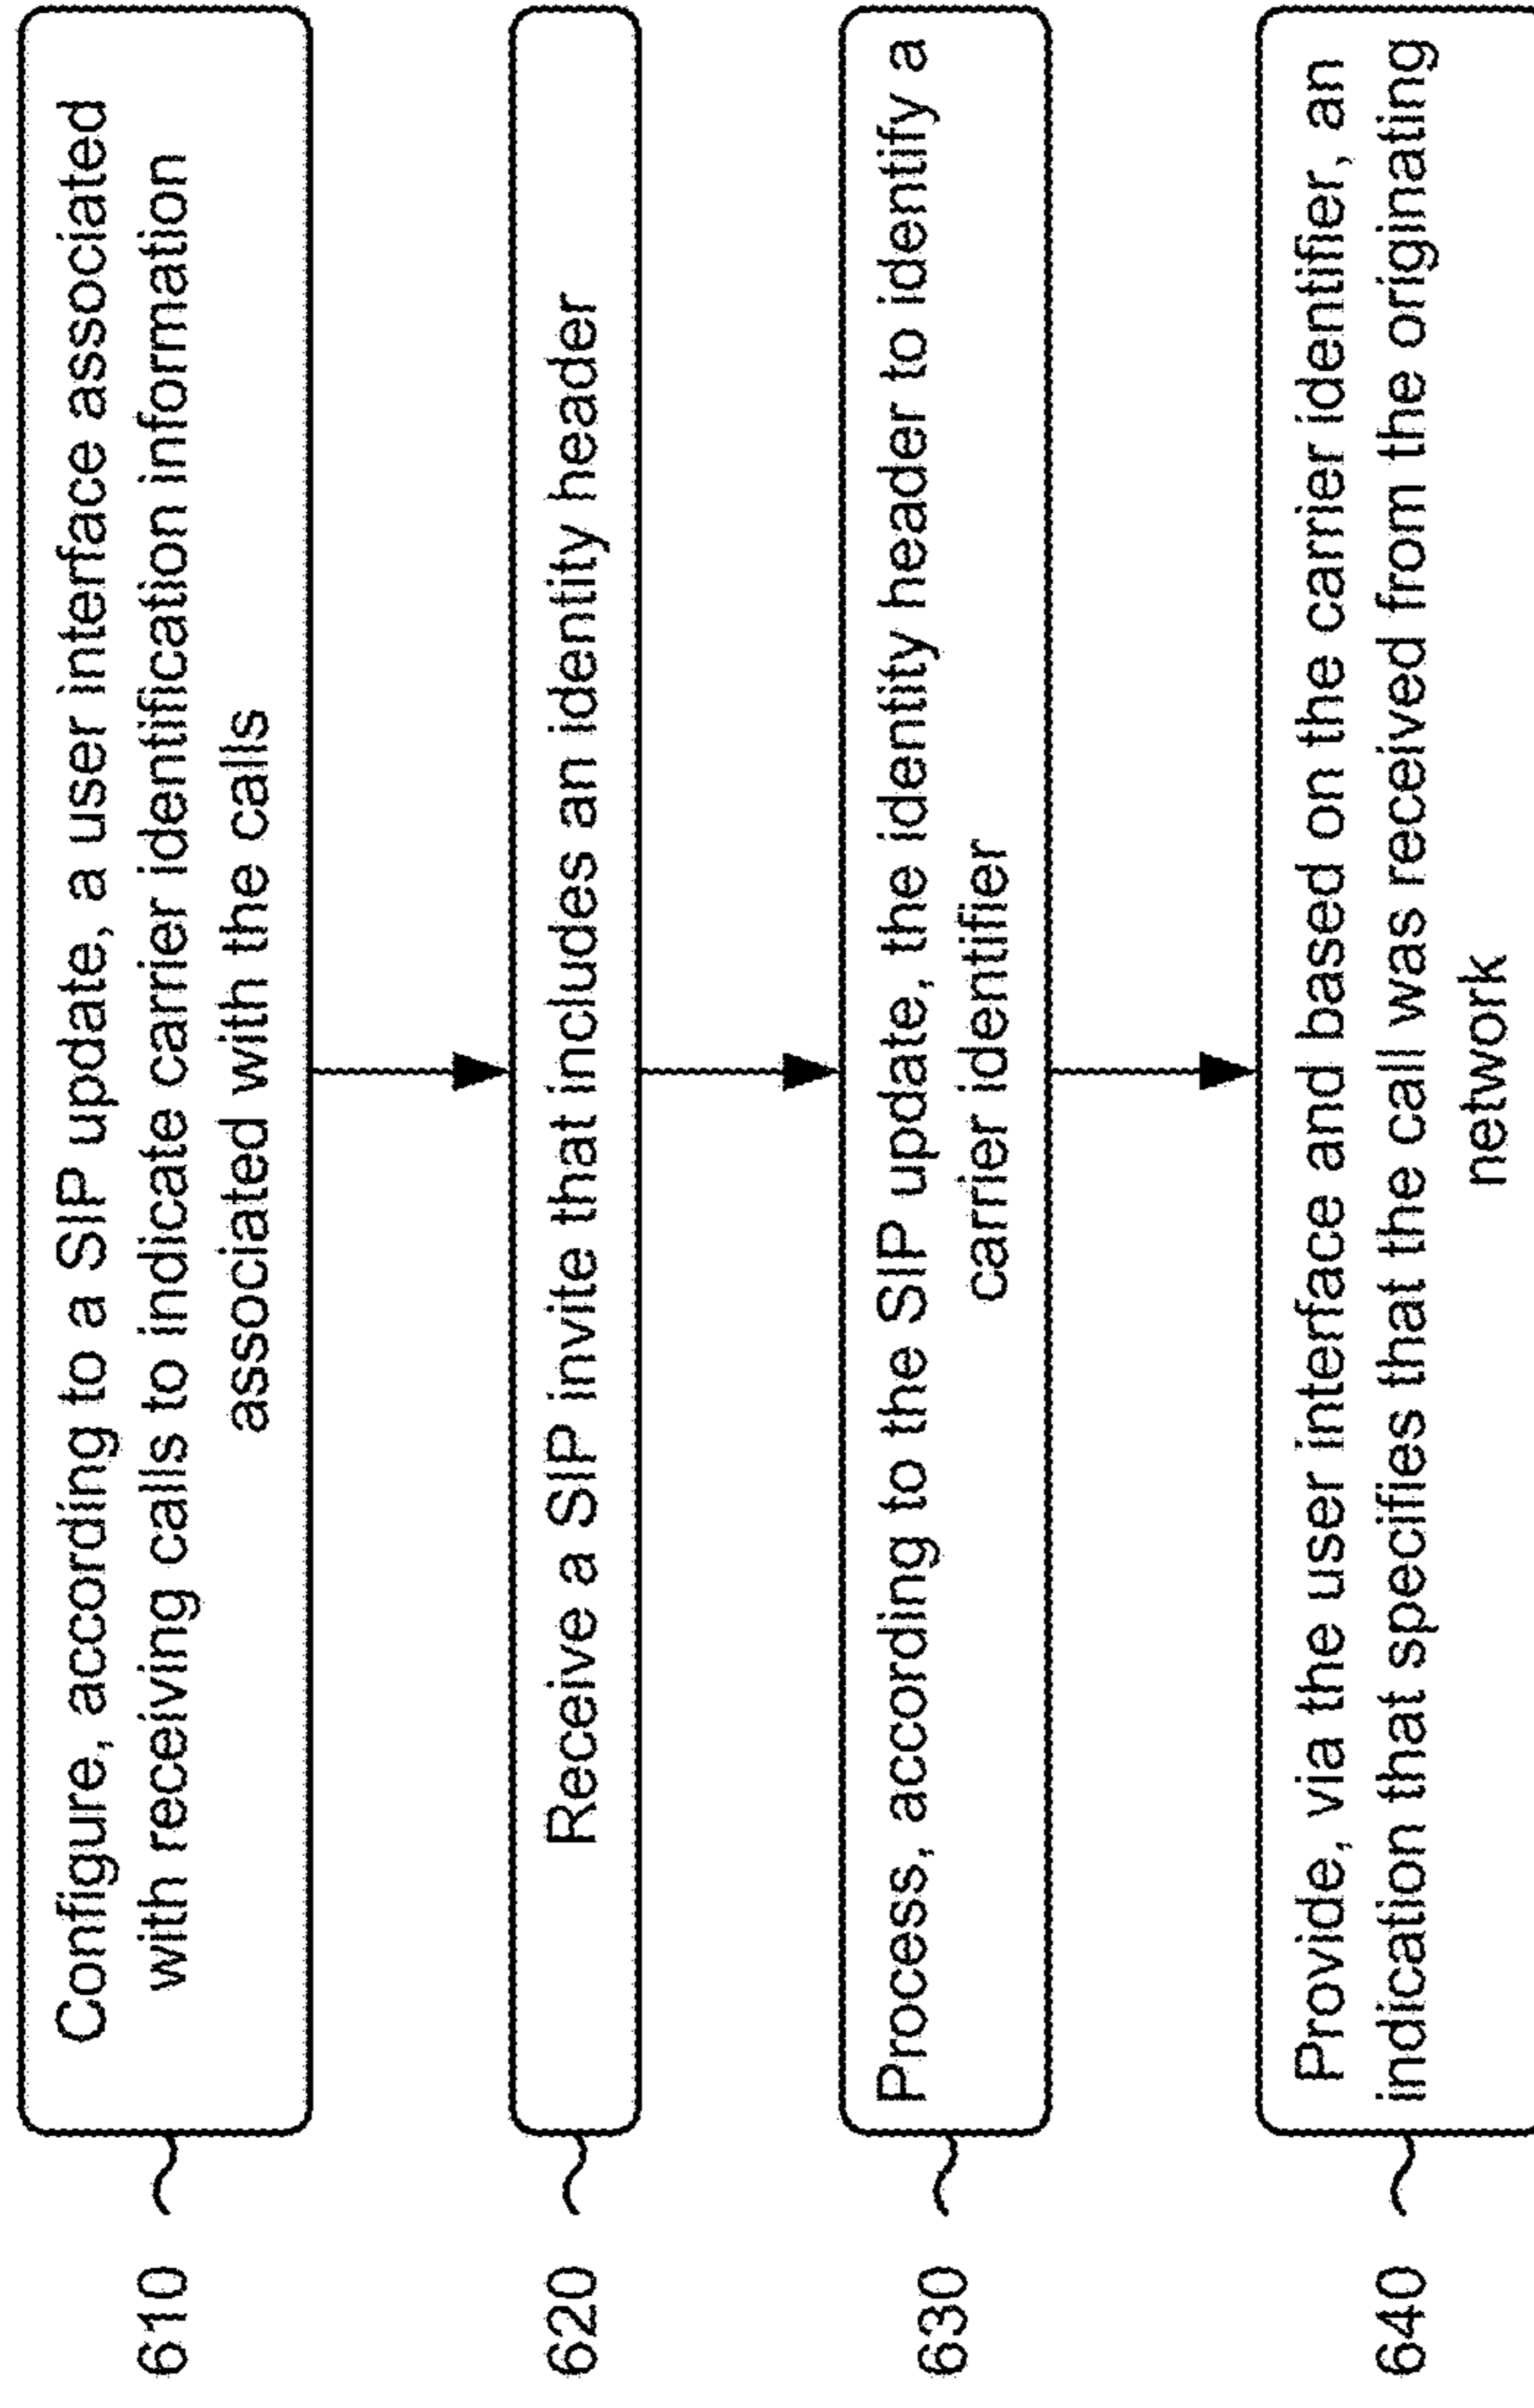 610
Configure, according to a SIP update, a user interface associated
with receiving calls to indicate carrier identification information
associated with the calls
620
Receive a SIP invite that includes an identity header
630
Process, according to the SIP update, the identity header to identify a
carrier identifier
640
Provide, via the user interface and based on the carrier identifier, an
indication that specifies that the call was received from the originating
network